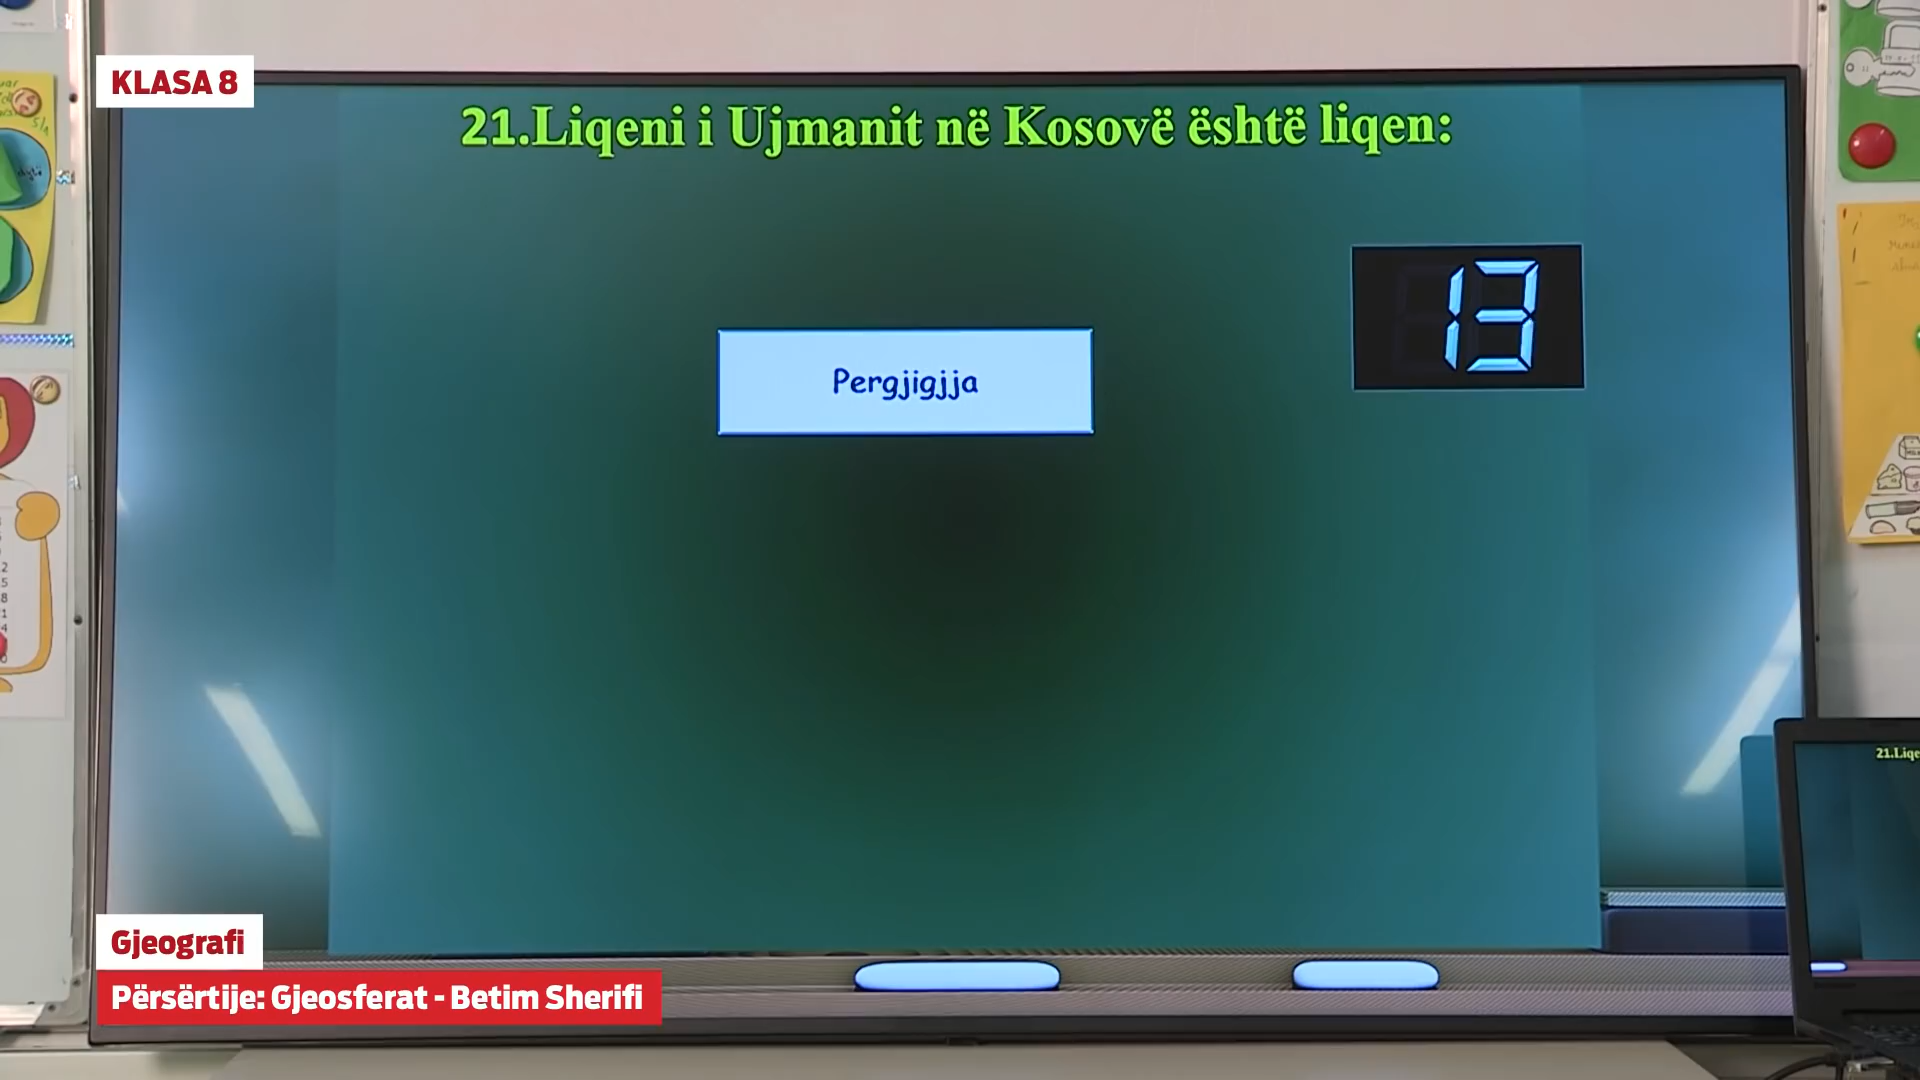 KLASA 8
21.Liqeni i Ujmanit në Kosovë është liqen:
13
Pergjigjja
21.Liqe
Gjeografi
Përsërtije: Gjeosferat - Betim Sherifi